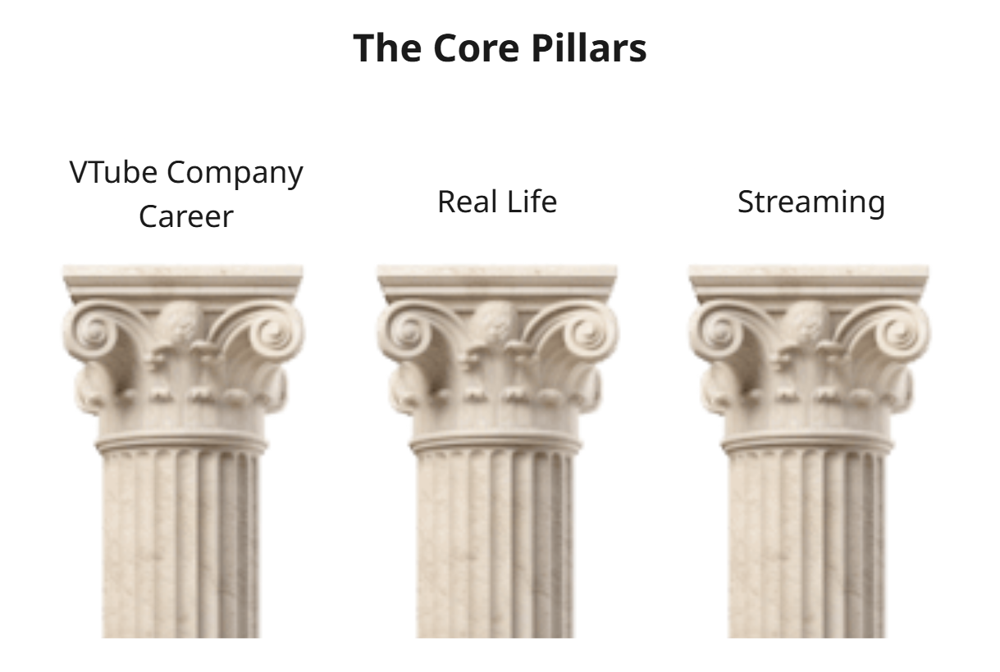 The Core Pillars
VTube Company
Career
Real Life
Streaming